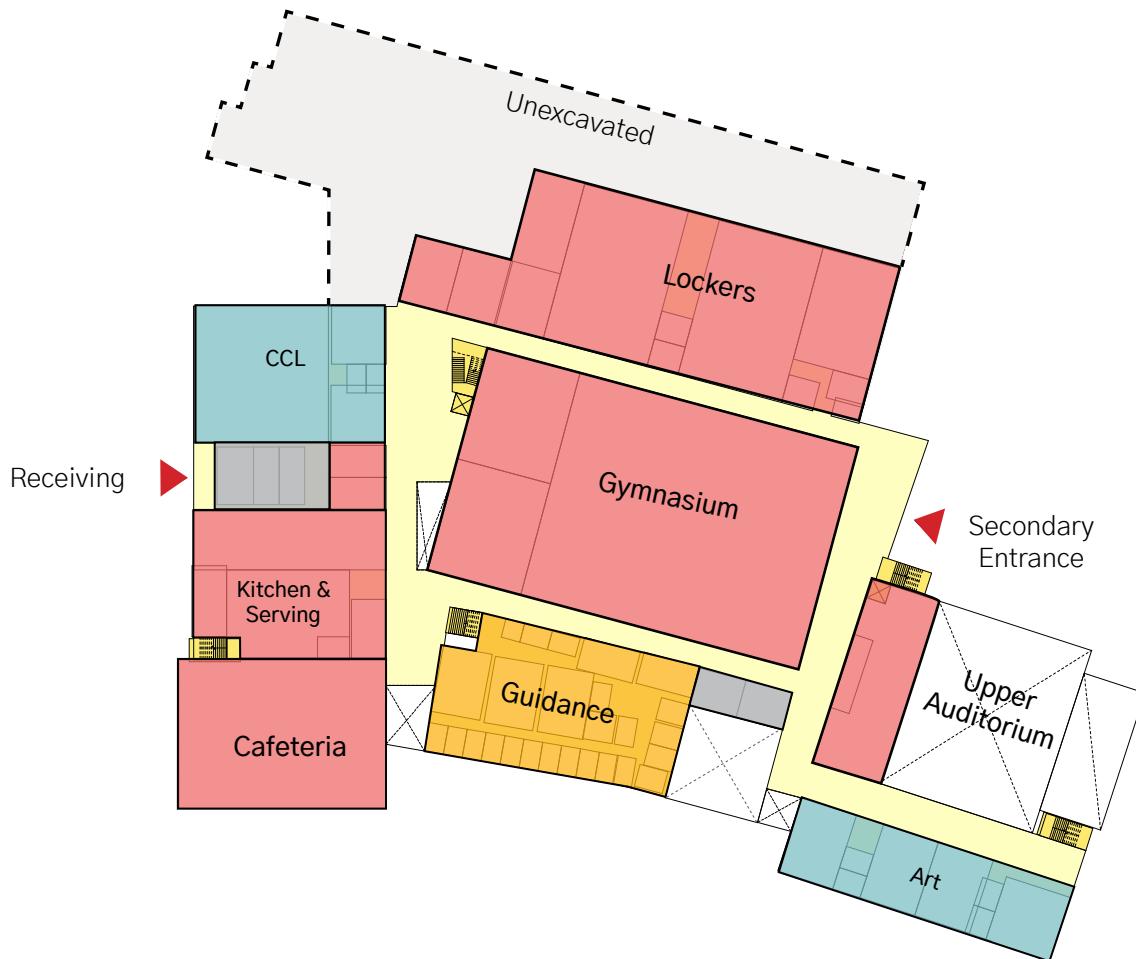 Unexcavated
Lockers
CCL
Gymnasium
Receiving
Secondary
Entrance
Kitchen &
Serving
Guidance
Upper
Auditorium
Cafeteria
Art